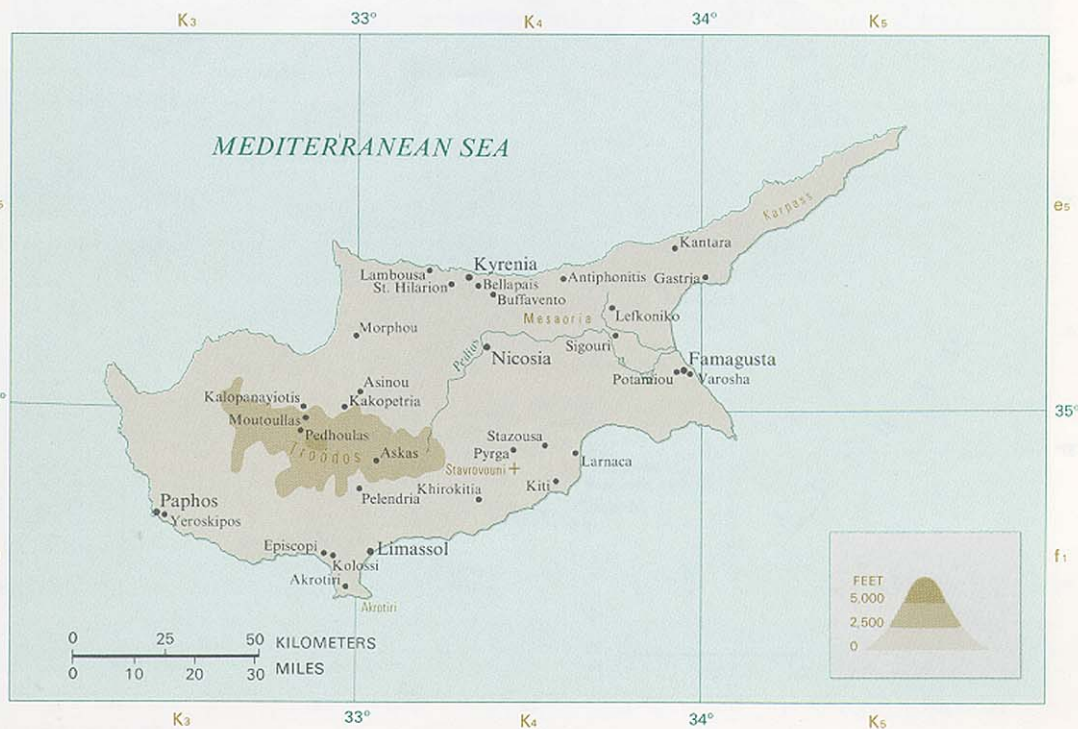 K3 33° K4 34° K5
MEDITERRANEAN SEA
e5
Karpass
Kantara
Kyrenia
Lambousa
St. Hilarion
Bellapais
Buffavento
Antiphonitis
Gastria
Mesaoria
Lefkoniko
Morphou
Pedias
Nicosia
Sigouri
Famagusta
Potamiou
Varosha
Asinou
Kalopanayiotis
Kakopetria
35°
Moutoullas
Pedhoulas
Troodos
Askas
Stazousa
Pyrga
Stavrovouni
Larnaca
Khirokitia
Kiti
Pelendria
Paphos
Yeroskipos
Episcopi
Kolossi
Limassol
Akrotiri
Akrotiri
f1
FEET
5,000
2,500
0
0 25 50 KILOMETERS
0 10 20 30 MILES
K3 33° K4 34° K5